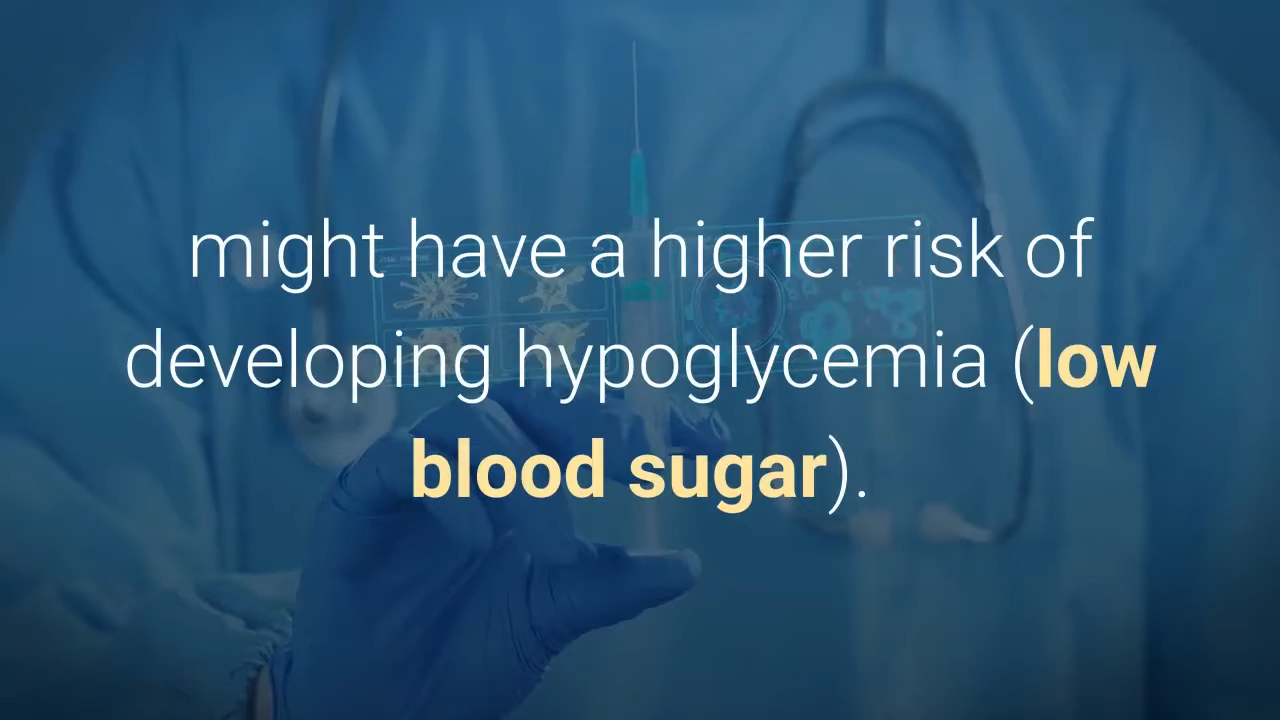 might have a higher risk of
developing hypoglycemia (low
blood sugar).